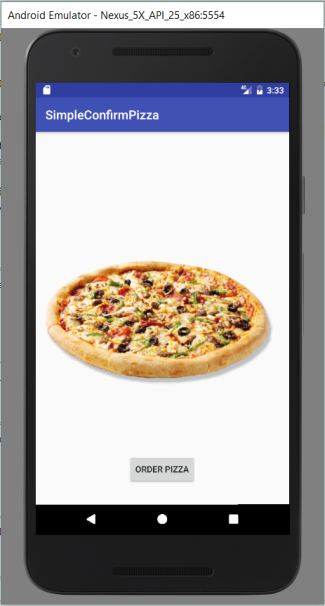 Android Emulator - Nexus_5X_API_25_x86:5554
3:33
SimpleConfirmPizza
ORDER PIZZA